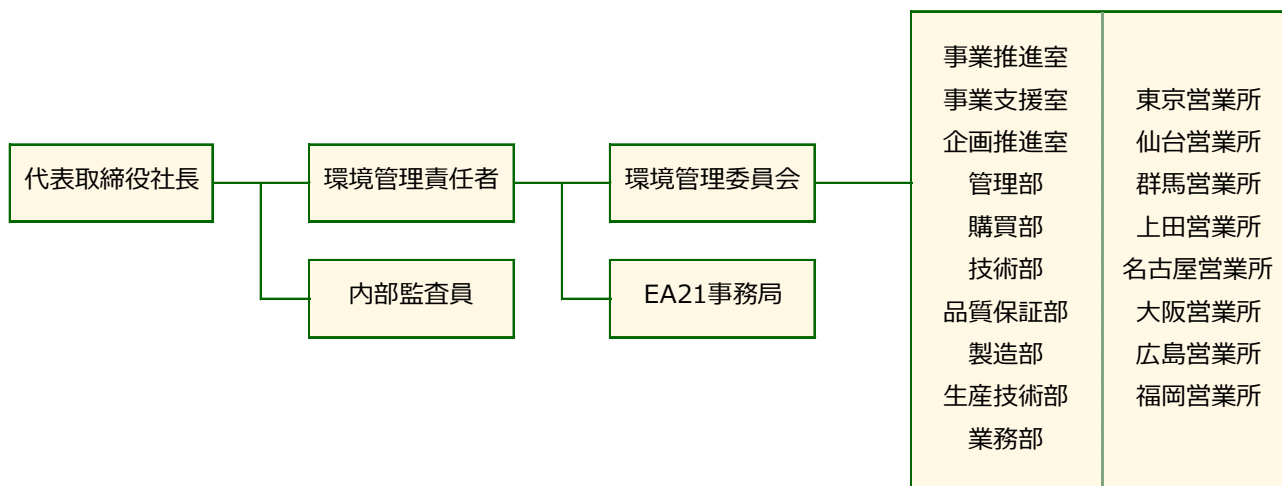 代表取締役社長
環境管理責任者
内部監査員
環境管理委員会
EA21事務局
事業推進室
事業支援室
企画推進室
管理部
購買部
技術部
品質保証部
製造部
生産技術部
業務部
東京営業所
仙台営業所
群馬営業所
上田営業所
名古屋営業所
大阪営業所
広島営業所
福岡営業所